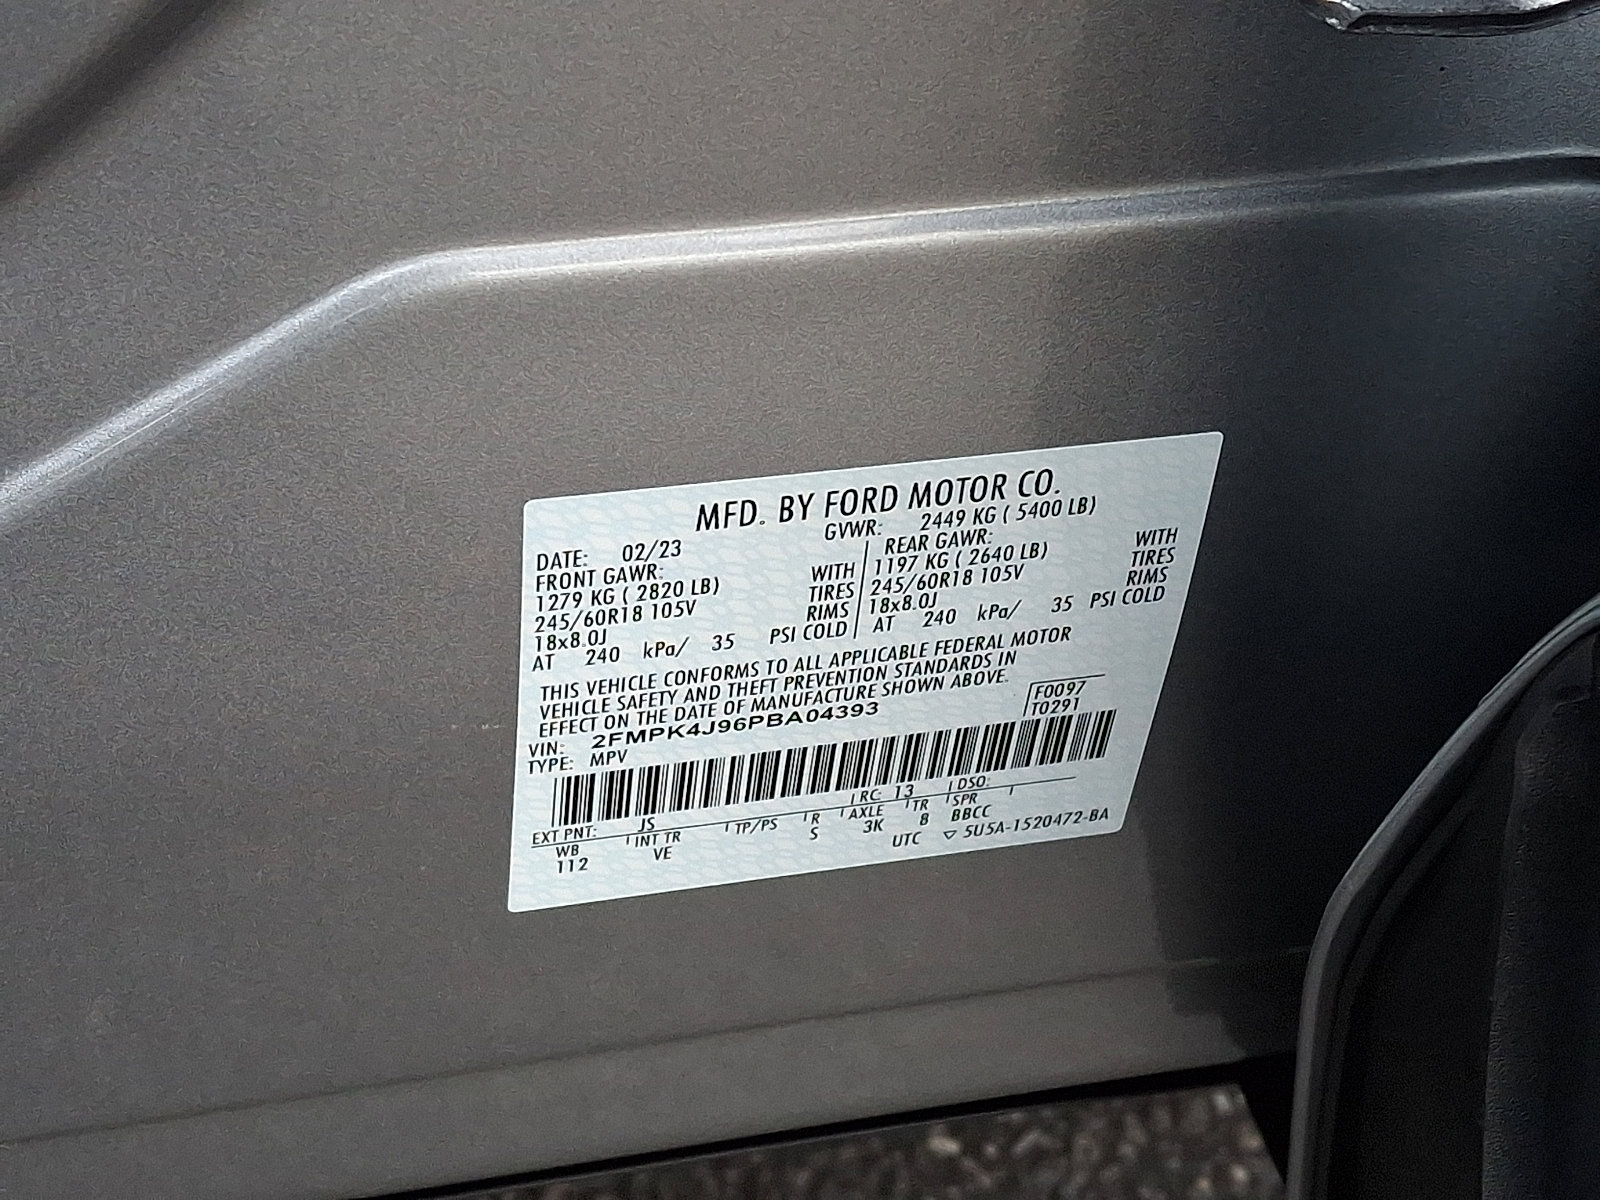 MFD. BY FORD MOTOR CO.
DATE: 02/23 GVWR: 2449 KG ( 5400 LB)
FRONT GAWR: REAR GAWR:
1279 KG ( 2820 LB) WITH 1197 KG ( 2640 LB) WITH
245/60R18 105V TIRES 245/60R18 105V TIRES
18x8.0J RIMS 18x8.0J RIMS
AT 240 kPa/ 35 PSI COLD AT 240 kPa/ 35 PSI COLD
THIS VEHICLE CONFORMS TO ALL APPLICABLE FEDERAL MOTOR
VEHICLE SAFETY AND THEFT PREVENTION STANDARDS IN
EFFECT ON THE DATE OF MANUFACTURE SHOWN ABOVE.
VIN: 2FMPK4J96PBA04393 F0097
TYPE: MPV T0291
EXT PNT: JS RC: 13 DSO:
WB INT TR TP/PS R AXLE TR SPR
112 VE S 3K 8 BBCC
UTC ▽ 5U5A-1520472-BA